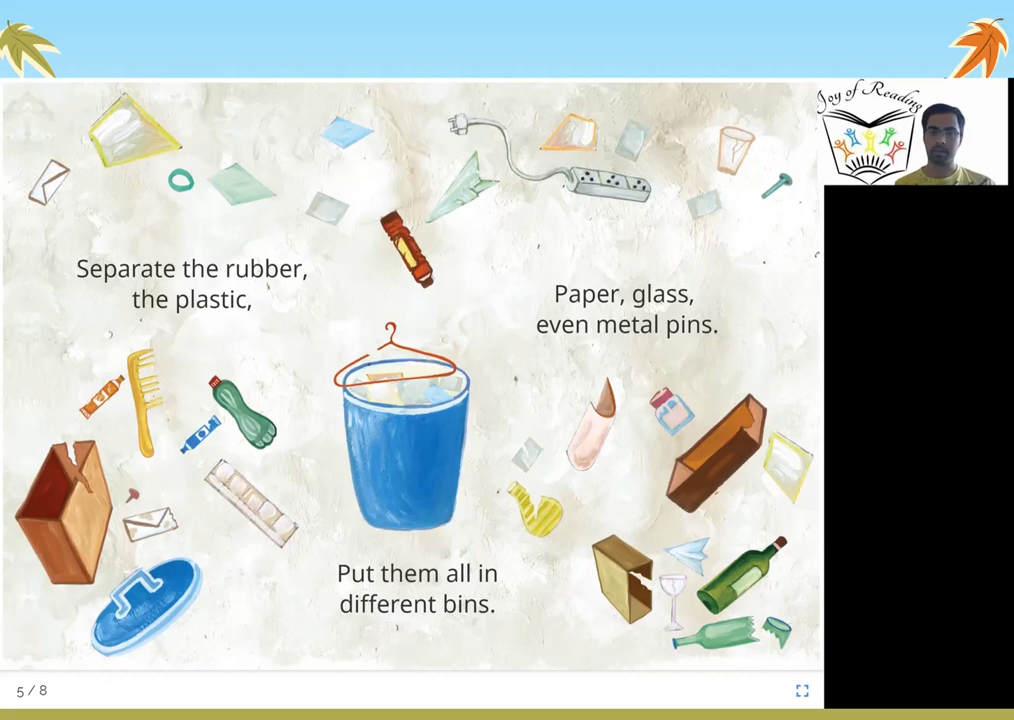 Joy of Reading
Separate the rubber,
the plastic,
Paper, glass,
even metal pins.
Put them all in
different bins.
5 / 8